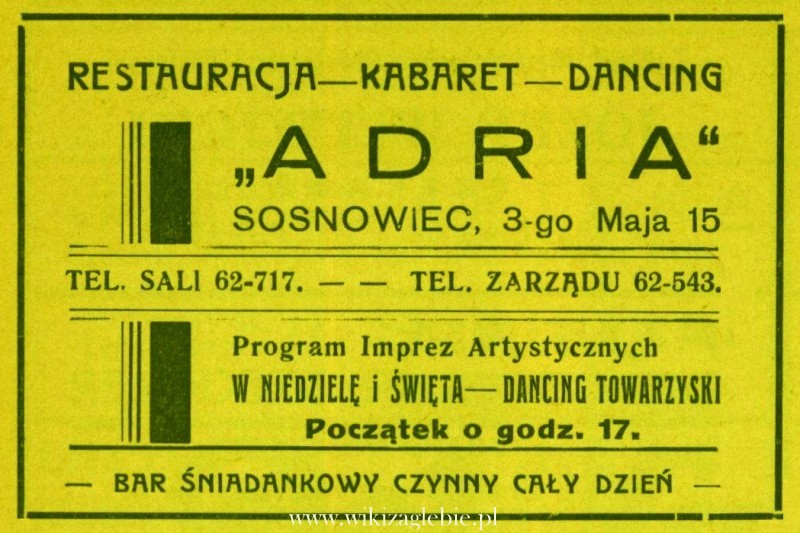 RESTAURACJA — KABARET — DANCING
„ADRIA“
SOSNOWIEC, 3-go Maja 15
TEL. SALI 62-717. — — TEL. ZARZĄDU 62-543.
Program Imprez Artystycznych
W NIEDZIELĘ i ŚWIĘTA — DANCING TOWARZYSKI
Początek o godz. 17.
— BAR ŚNIADANKOWY CZYNNY CAŁY DZIEŃ —
www.wikizaglebie.pl